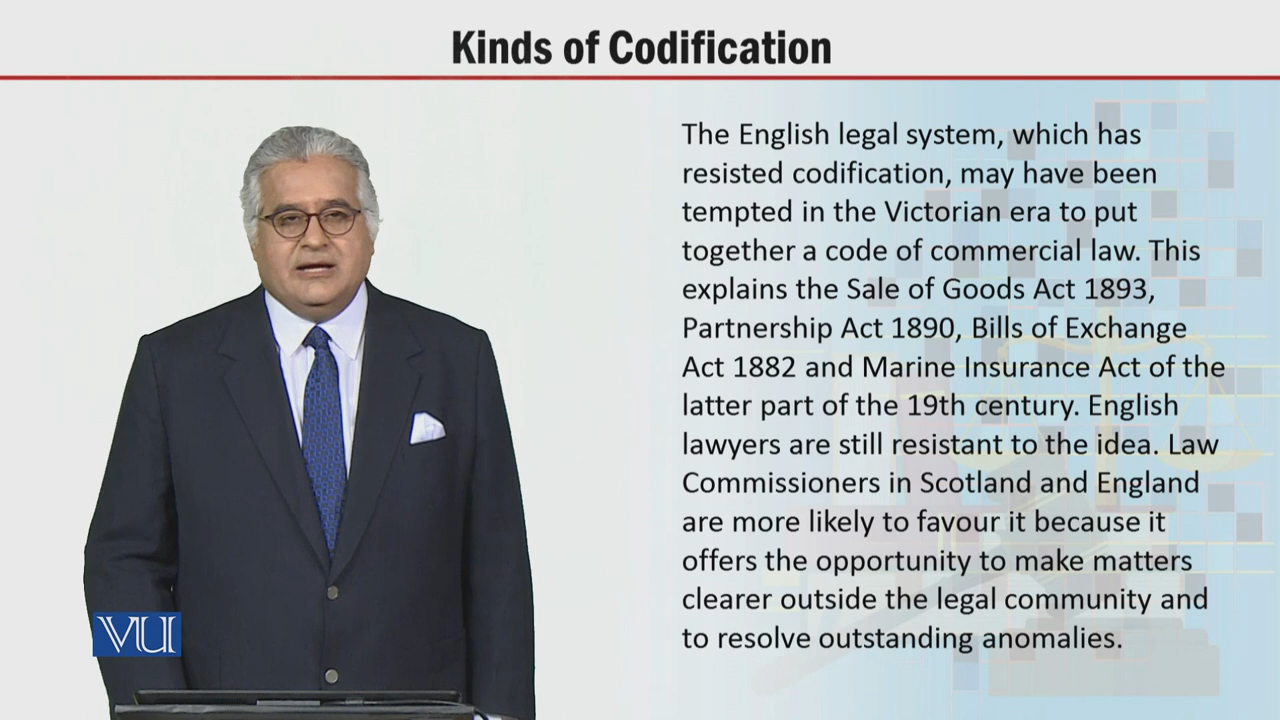 Kinds of Codification
The English legal system, which has
resisted codification, may have been
tempted in the Victorian era to put
together a code of commercial law. This
explains the Sale of Goods Act 1893,
Partnership Act 1890, Bills of Exchange
Act 1882 and Marine Insurance Act of the
latter part of the 19th century. English
lawyers are still resistant to the idea. Law
Commissioners in Scotland and England
are more likely to favour it because it
offers the opportunity to make matters
clearer outside the legal community and
to resolve outstanding anomalies.
VU